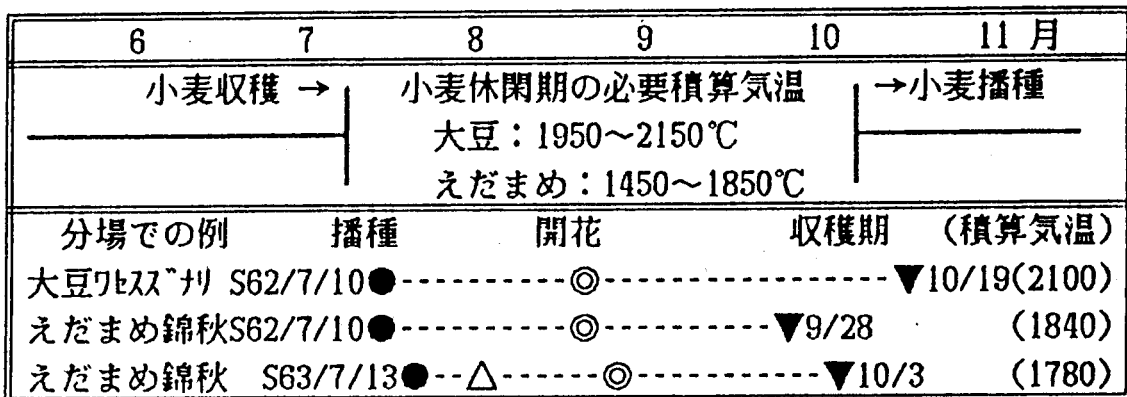 6 7 8 9 10 11 月
小麦収穫 → 小麦休閑期の必要積算気温 →小麦播種
大豆：1950～2150℃
えだまめ：1450～1850℃
分場での例 播種 開花 収穫期 (積算気温)
大豆ﾜｾｽｽﾞﾅﾘ S62/7/10●-----------◎------------------▼10/19(2100)
えだまめ錦秋S62/7/10●-----------◎-----------▼9/28 (1840)
えだまめ錦秋 S63/7/13●--△------◎------------▼10/3 (1780)